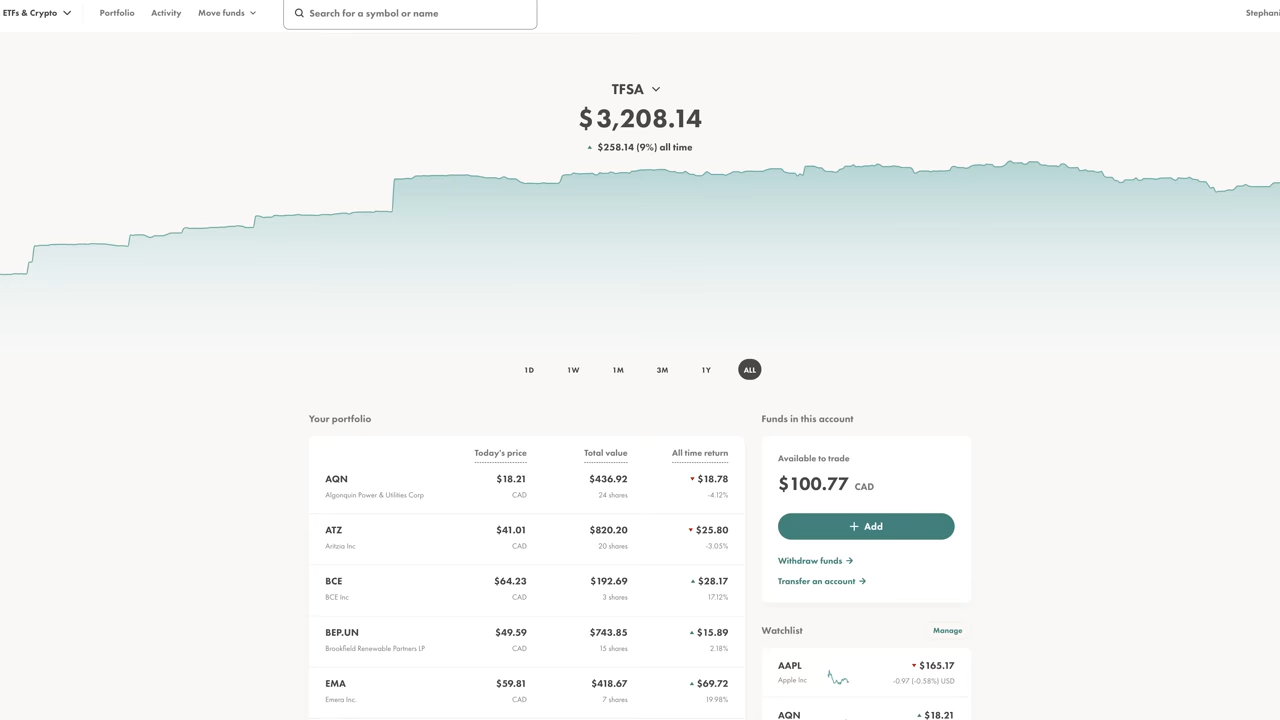 ETFs & Crypto
Portfolio
Activity
Move funds
Search for a symbol or name
TFSA
$3,208.14
$258.14 (9%) all time
1D 1W 1M 3M 1Y ALL
Your portfolio
Today's price Total value All time return
AQN $18.21 $436.92 $18.78
Algonquin Power & Utilities Corp CAD 24 shares -4.12%
ATZ $41.01 $820.20 $25.80
Aritzia Inc CAD 20 shares -3.05%
BCE $64.23 $192.69 $28.17
BCE Inc CAD 3 shares 17.12%
BEP.UN $49.59 $743.85 $15.89
Brookfield Renewable Partners LP CAD 15 shares 2.18%
EMA $59.81 $418.67 $69.72
Emera Inc. CAD 7 shares 19.98%
Funds in this account
Available to trade
$100.77 CAD
+ Add
Withdraw funds →
Transfer an account →
Watchlist Manage
AAPL $165.17
Apple Inc -0.97 (-0.58%) USD
AQN $18.21